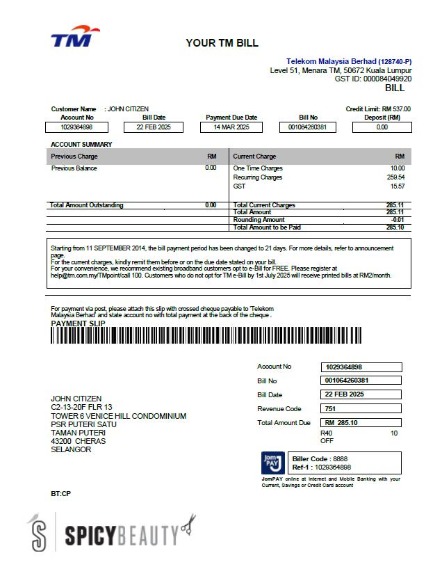 TM
YOUR TM BILL
Telekom Malaysia Berhad (128740-P)
Level 51, Menara TM, 50672 Kuala Lumpur
GST ID: 000084049920
BILL
Customer Name : JOHN CITIZEN
Credit Limit: RM 537.00
Account No Bill Date Payment Due Date Bill No Deposit (RM)
1029364898 22 FEB 2025 14 MAR 2025 001064260381 0.00
ACCOUNT SUMMARY
Previous Charge RM Current Charge RM
Previous Balance 0.00 One Time Charges 10.00
Recurring Charges 259.54
GST 15.57
Total Amount Outstanding 0.00 Total Current Charges 285.11
Total Amount 285.11
Rounding Amount -0.01
Total Amount to be Paid 285.10
Starting from 11 SEPTEMBER 2014, the bill payment period has been changed to 21 days. For more details, refer to announcement
page.
For the current charges, kindly remit them before or on the due date stated on your bill.
For your convenience, we recommend existing broadband customers opt to e-Bill for FREE. Please register at
help@tm.com.my/TMpoint/call 100. Customers who do not opt for TM e-Bill by 1st July 2025 will receive printed bills at RM2/month.
For payment via post, please attach this slip with crossed cheque payable to 'Telekom
Malaysia Berhad' and state account no with total payment at the back of the cheque .
PAYMENT SLIP
Account No 1029364898
Bill No 001064260381
Bill Date 22 FEB 2025
Revenue Code 751
Total Amount Due RM 285.10
R40 10
OFF
JOHN CITIZEN
C2-13-20F FLR 13
TOWER 6 VENICE HILL CONDOMINIUM
PSR PUTERI SATU
TAMAN PUTERI
43200 CHERAS
SELANGOR
Jom
PAY
Biller Code : 8888
Ref-1 : 1029364898
JomPAY online at Internet and Mobile Banking with your
Current, Savings or Credit Card account
BT:CP
S SPICYBEAUTY